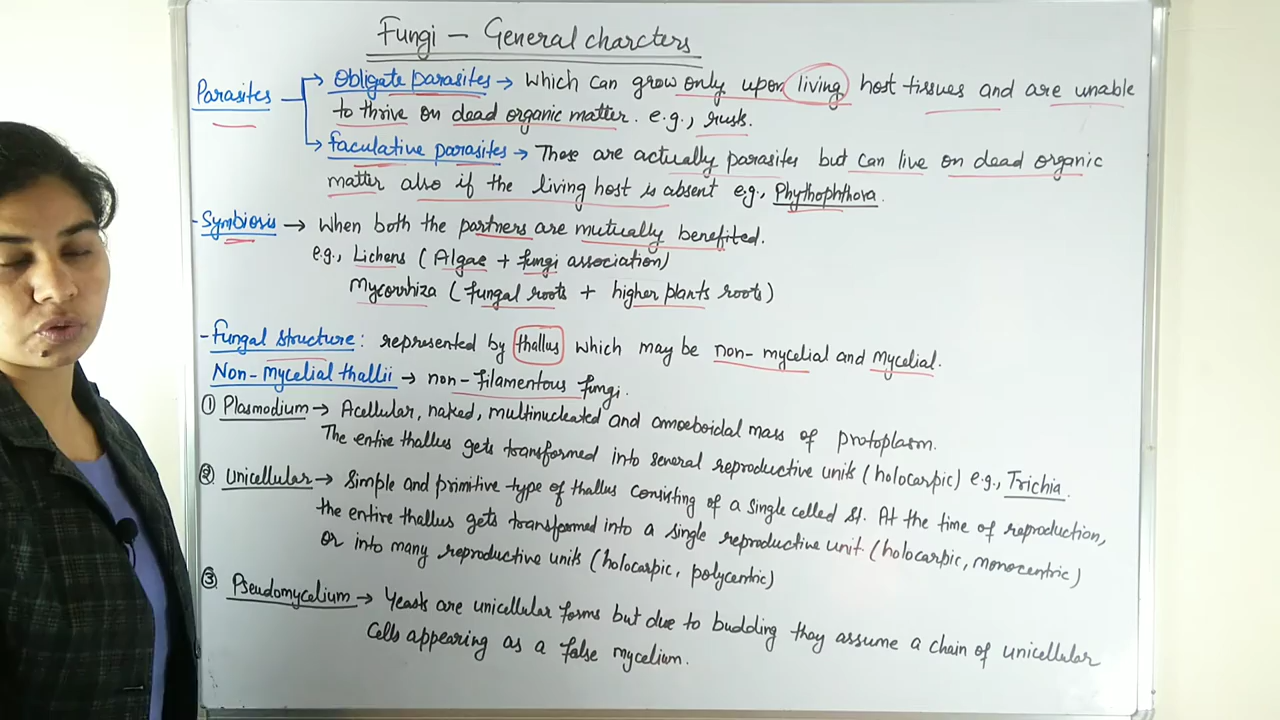 Fungi - General charcters
Parasites
Obligate parasites → which can grow only upon living host tissues and are unable
to thrive on dead organic matter. e.g., rusts.
faculative parasites → These are actually parasites but can live on dead organic
matter also if the living host is absent e.g., Phythophthora.
- Symbiosis → when both the partners are mutually benefited.
e.g., Lichens (Algae + fungi association)
Mycorrhiza (fungal roots + higher plants roots)
- Fungal structure: represented by thallus which may be non-mycelial and Mycelial.
Non-mycelial thallii → non-filamentous fungi.
① Plasmodium → Acellular, naked, multinucleated and amoeboidal mass of protoplasm.
The entire thallus gets transformed into several reproductive units (holocarpic) e.g., Trichia.
② Unicellular → Simple and primitive type of thallus consisting of a single celled st. At the time of reproduction,
the entire thallus gets transformed into a single reproductive unit (holocarpic, monocentric)
or into many reproductive units (holocarpic, polycentric)
③ Pseudomycelium → Yeasts are unicellular forms but due to budding they assume a chain of unicellular
cells appearing as a false mycelium.